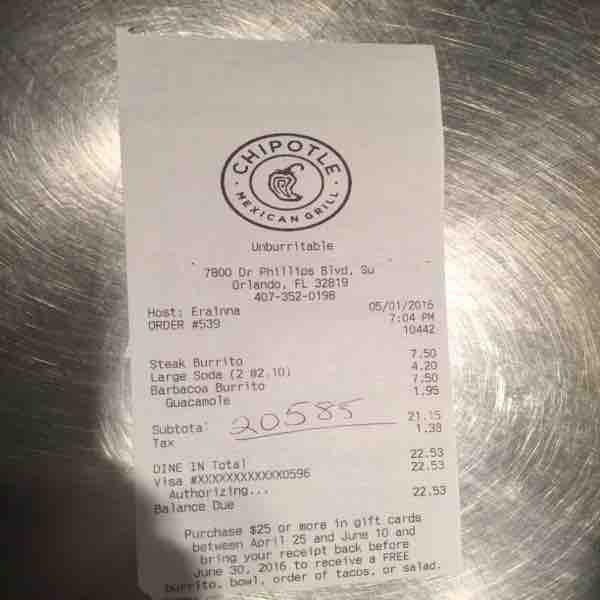 CHIPOTLE
MEXICAN GRILL
Unburritable
7800 Dr Phillips Blvd, Su
Orlando, FL 32819
407-352-0198
Host: Erainna 05/01/2016
ORDER #539 7:04 PM
10442
Steak Burrito 7.50
Large Soda (2 @2.10) 4.20
Barbacoa Burrito 7.50
Guacamole 1.95
Subtotal 20585 21.15
Tax 1.38
DINE IN Total 22.53
Visa #XXXXXXXXXXXX0596 22.53
Authorizing...
Balance Due 22.53
Purchase $25 or more in gift cards
between April 25 and June 10 and
bring your receipt back before
June 30, 2016 to receive a FREE
burrito, bowl, order of tacos, or salad.